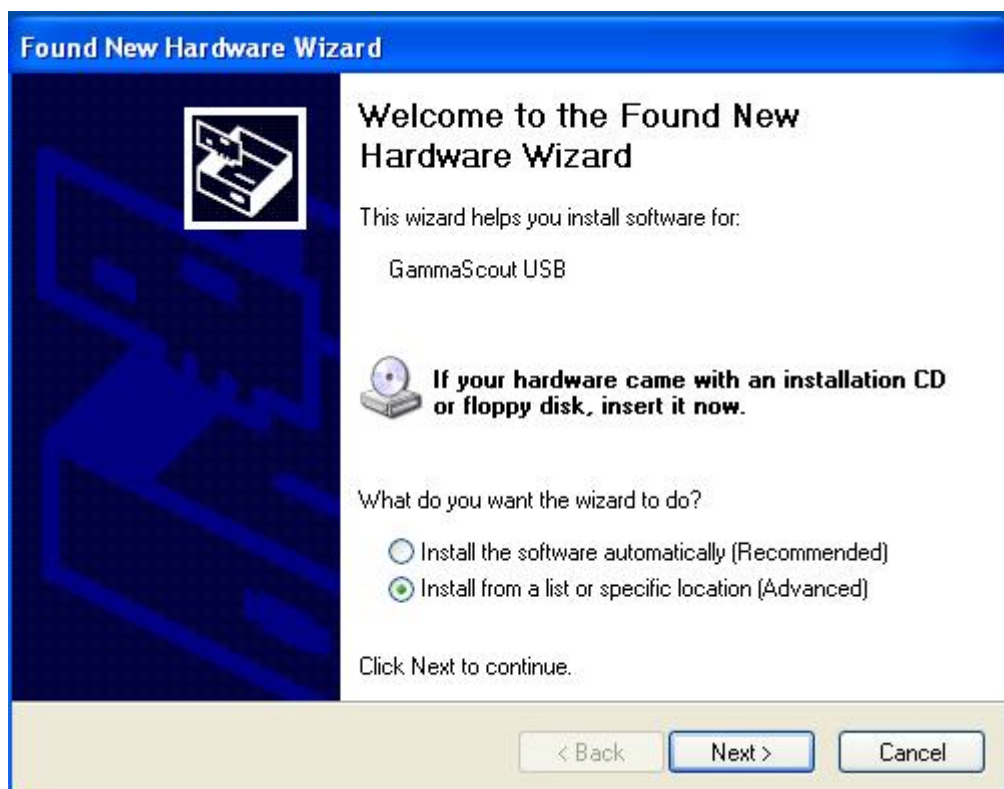 Found New Hardware Wizard
Welcome to the Found New
Hardware Wizard
This wizard helps you install software for:
GammaScout USB
If your hardware came with an installation CD
or floppy disk, insert it now.
What do you want the wizard to do?
Install the software automatically (Recommended)
Install from a list or specific location (Advanced)
Click Next to continue.
< Back Next > Cancel